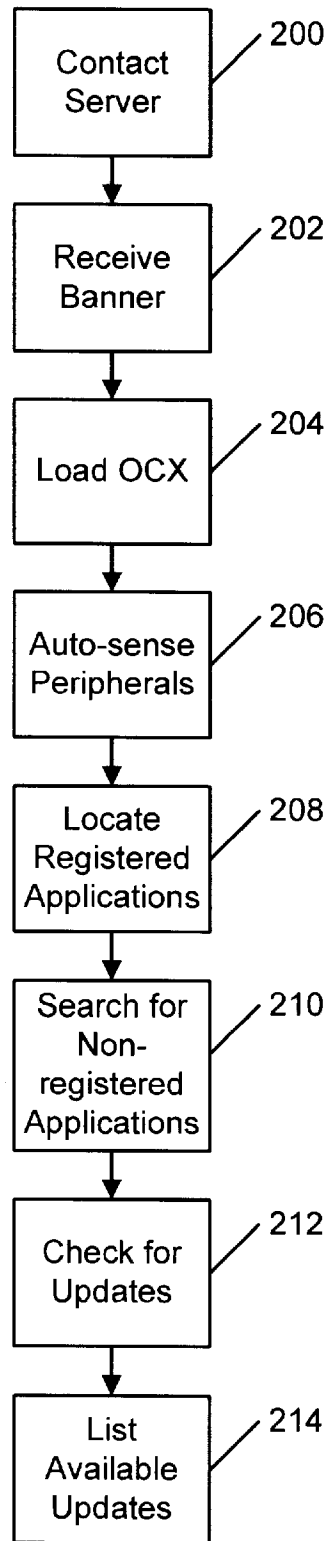 200
Contact
Server
202
Receive
Banner
204
Load OCX
206
Auto-sense
Peripherals
208
Locate
Registered
Applications
210
Search for
Non-
registered
Applications
212
Check for
Updates
214
List
Available
Updates